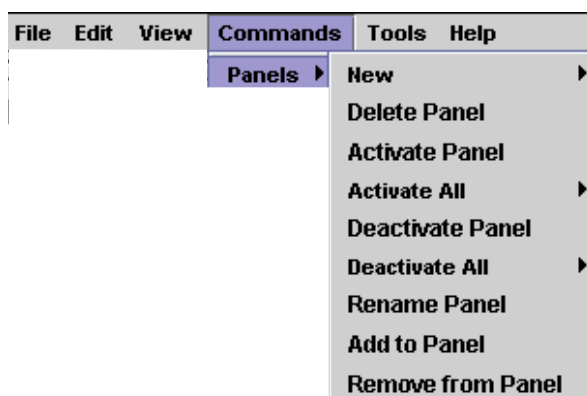 File Edit View Commands Tools Help
Panels New
Delete Panel
Activate Panel
Activate All
Deactivate Panel
Deactivate All
Rename Panel
Add to Panel
Remove from Panel